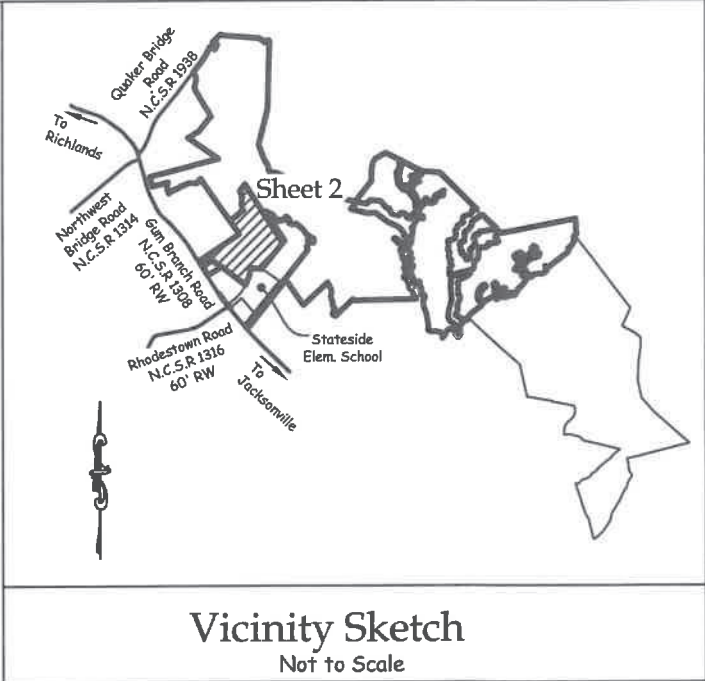 Quaker Bridge
Road
N.C.S.R 1938
To
Richlands
Northwest
Bridge Road
N.C.S.R 1314
Gum Branch Road
N.C.S.R 1308
60' RW
Sheet 2
Rhodestown Road
N.C.S.R 1316
60' RW
Stateside
Elem. School
To
Jacksonville
Vicinity Sketch
Not to Scale